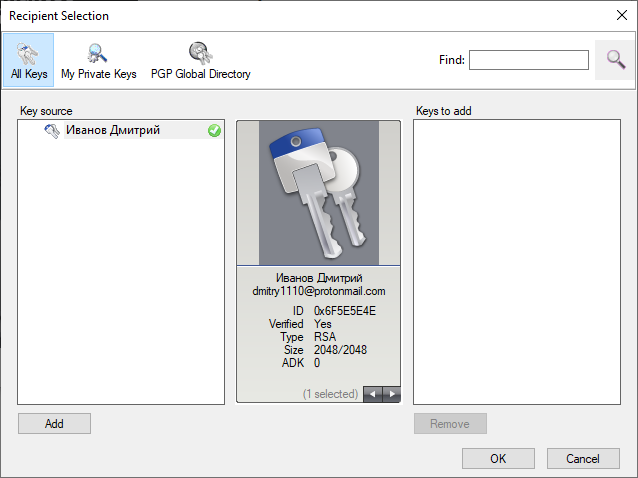 Recipient Selection
All Keys
My Private Keys
PGP Global Directory
Find:
Key source
Иванов Дмитрий
Keys to add
Иванов Дмитрий
dmitry1110@protonmail.com
ID 0x6F5E5E4E
Verified Yes
Type RSA
Size 2048/2048
ADK 0
(1 selected)
Add
Remove
OK
Cancel